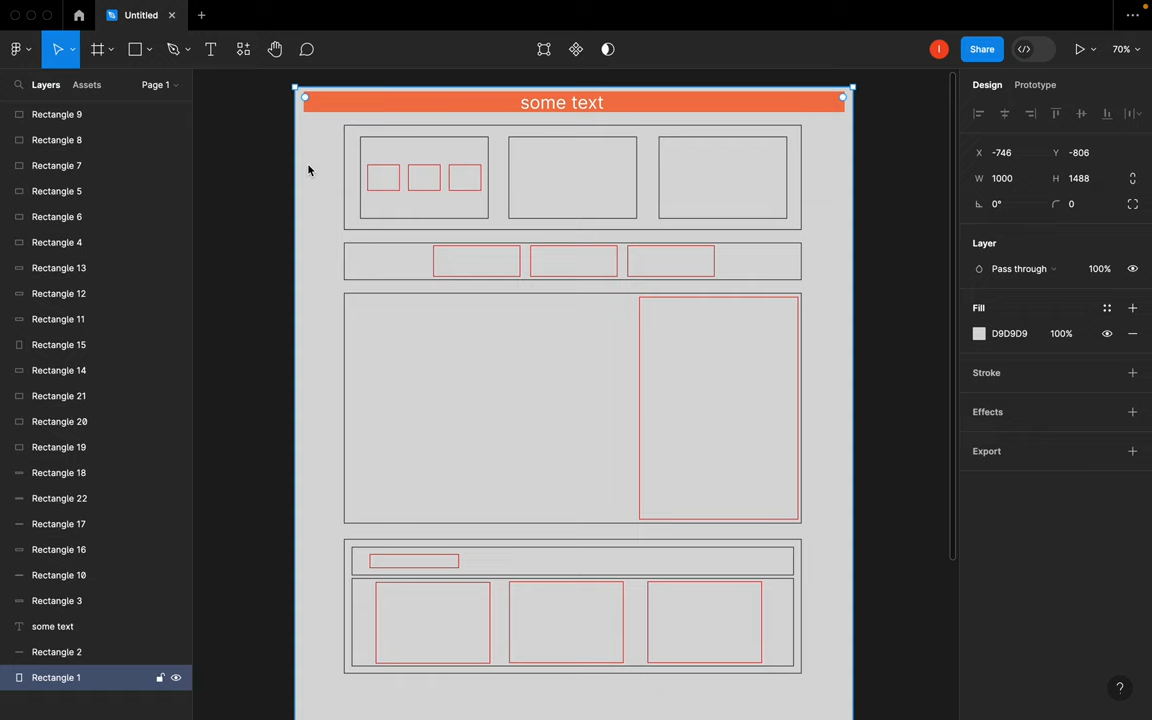 Untitled
Share
70%
Layers
Assets
Page 1
Design
Prototype
some text
Rectangle 9
Rectangle 8
Rectangle 7
Rectangle 5
Rectangle 6
Rectangle 4
Rectangle 13
Rectangle 12
Rectangle 11
Rectangle 15
Rectangle 14
Rectangle 21
Rectangle 20
Rectangle 19
Rectangle 18
Rectangle 22
Rectangle 17
Rectangle 16
Rectangle 10
Rectangle 3
some text
Rectangle 2
Rectangle 1
X -746 Y -806
W 1000 H 1488
0° 0
Layer
Pass through 100%
Fill
D9D9D9 100%
Stroke
Effects
Export
?